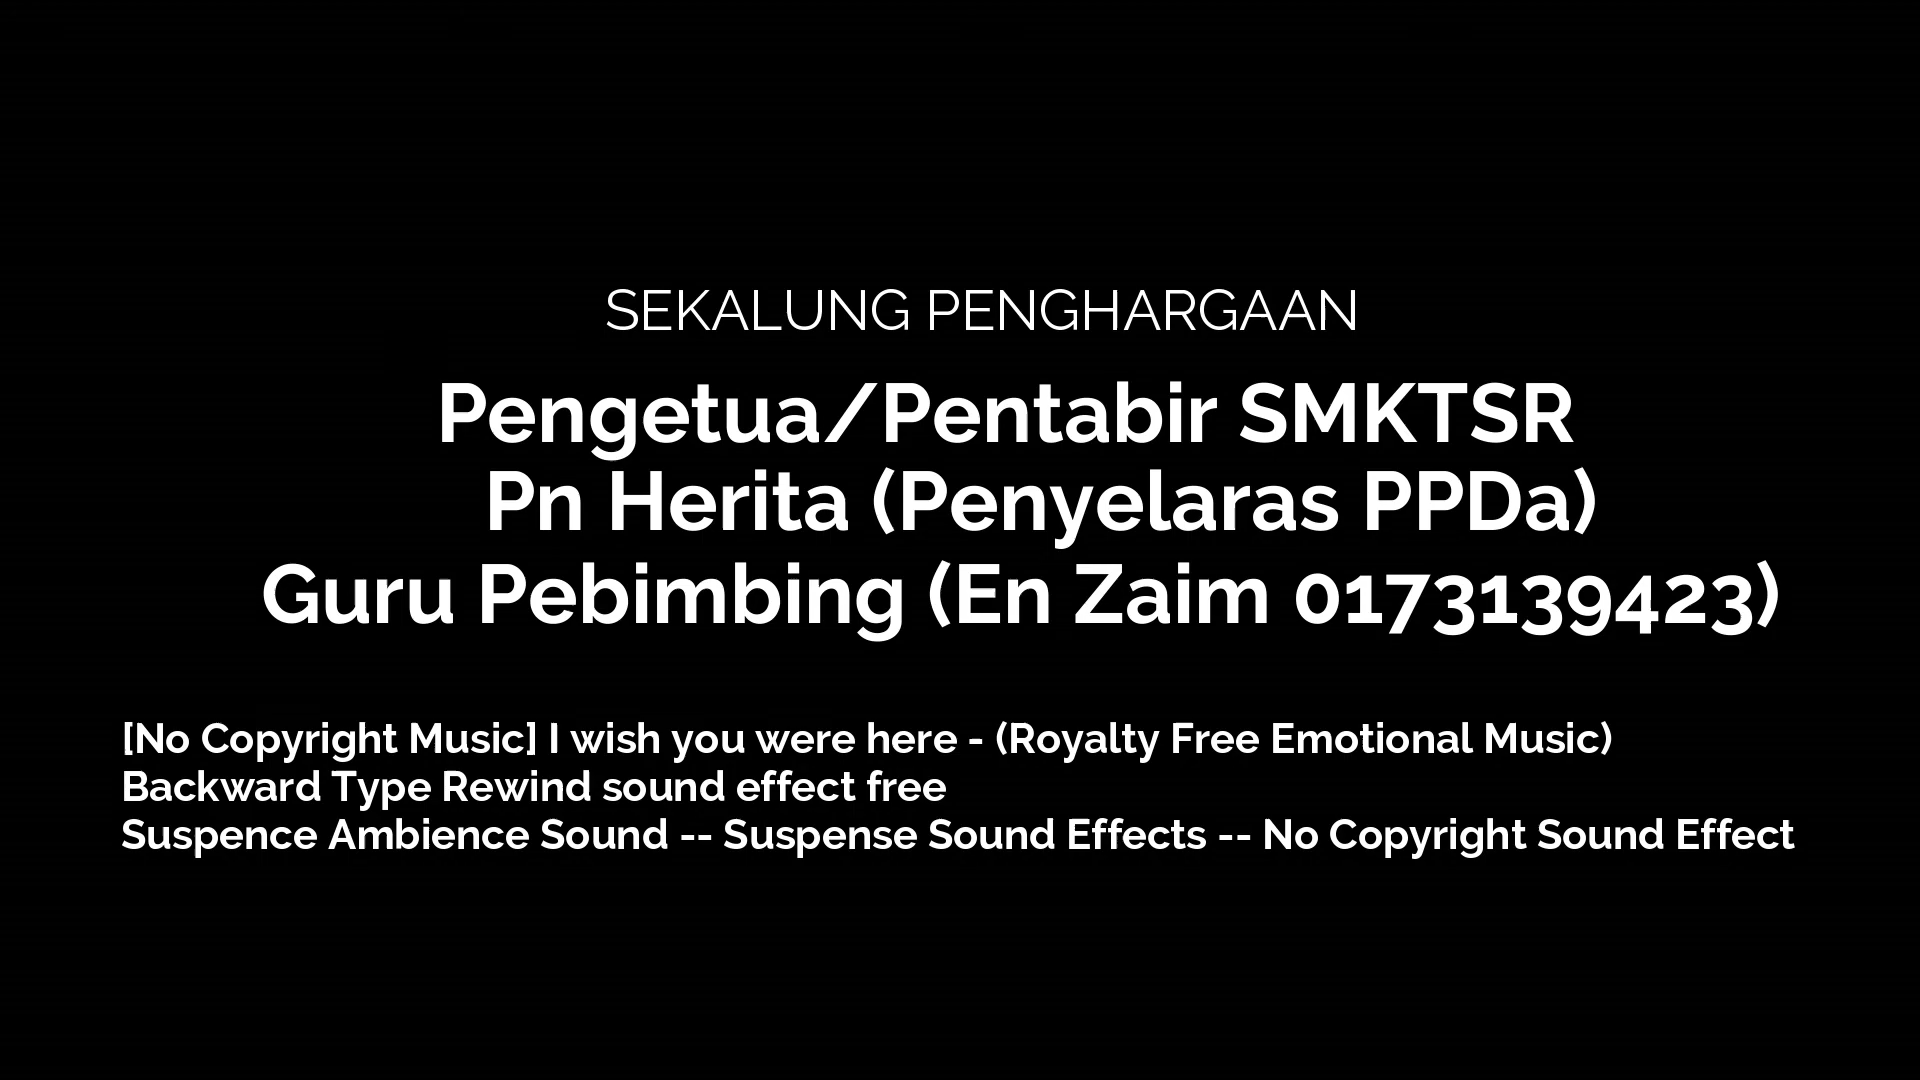 SEKALUNG PENGHARGAAN
Pengetua/Pentabir SMKTSR
Pn Herita (Penyelaras PPDa)
Guru Pebimbing (En Zaim 0173139423)
[No Copyright Music] I wish you were here - (Royalty Free Emotional Music)
Backward Type Rewind sound effect free
Suspence Ambience Sound -- Suspense Sound Effects -- No Copyright Sound Effect